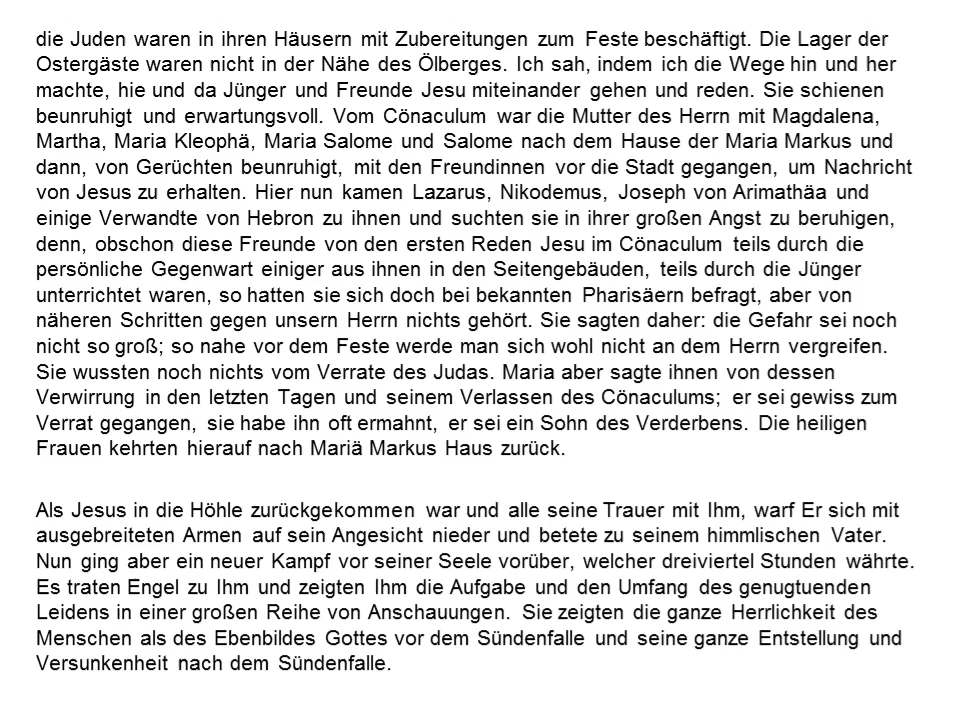 die Juden waren in ihren Häusern mit Zubereitungen zum Feste beschäftigt. Die Lager der
Ostergäste waren nicht in der Nähe des Ölberges. Ich sah, indem ich die Wege hin und her
machte, hie und da Jünger und Freunde Jesu miteinander gehen und reden. Sie schienen
beunruhigt und erwartungsvoll. Vom Cönaculum war die Mutter des Herrn mit Magdalena,
Martha, Maria Kleophä, Maria Salome und Salome nach dem Hause der Maria Markus und
dann, von Gerüchten beunruhigt, mit den Freundinnen vor die Stadt gegangen, um Nachricht
von Jesus zu erhalten. Hier nun kamen Lazarus, Nikodemus, Joseph von Arimathäa und
einige Verwandte von Hebron zu ihnen und suchten sie in ihrer großen Angst zu beruhigen,
denn, obschon diese Freunde von den ersten Reden Jesu im Cönaculum teils durch die
persönliche Gegenwart einiger aus ihnen in den Seitengebäuden, teils durch die Jünger
unterrichtet waren, so hatten sie sich doch bei bekannten Pharisäern befragt, aber von
näheren Schritten gegen unsern Herrn nichts gehört. Sie sagten daher: die Gefahr sei noch
nicht so groß; so nahe vor dem Feste werde man sich wohl nicht an dem Herrn vergreifen.
Sie wussten noch nichts vom Verrate des Judas. Maria aber sagte ihnen von dessen
Verwirrung in den letzten Tagen und seinem Verlassen des Cönaculums; er sei gewiss zum
Verrat gegangen, sie habe ihn oft ermahnt, er sei ein Sohn des Verderbens. Die heiligen
Frauen kehrten hierauf nach Mariä Markus Haus zurück.
Als Jesus in die Höhle zurückgekommen war und alle seine Trauer mit Ihm, warf Er sich mit
ausgebreiteten Armen auf sein Angesicht nieder und betete zu seinem himmlischen Vater.
Nun ging aber ein neuer Kampf vor seiner Seele vorüber, welcher dreiviertel Stunden währte.
Es traten Engel zu Ihm und zeigten Ihm die Aufgabe und den Umfang des genugtuenden
Leidens in einer großen Reihe von Anschauungen. Sie zeigten die ganze Herrlichkeit des
Menschen als des Ebenbildes Gottes vor dem Sündenfalle und seine ganze Entstellung und
Versunkenheit nach dem Sündenfalle.